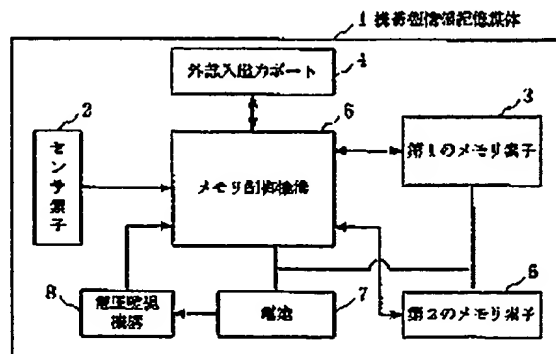 1 携帯型情報記憶媒体
外部入出力ポート
4
2
6
3
センサ素子
メモリ制御機構
第1のメモリ素子
5
8
電圧監視機構
電池
7
第2のメモリ素子